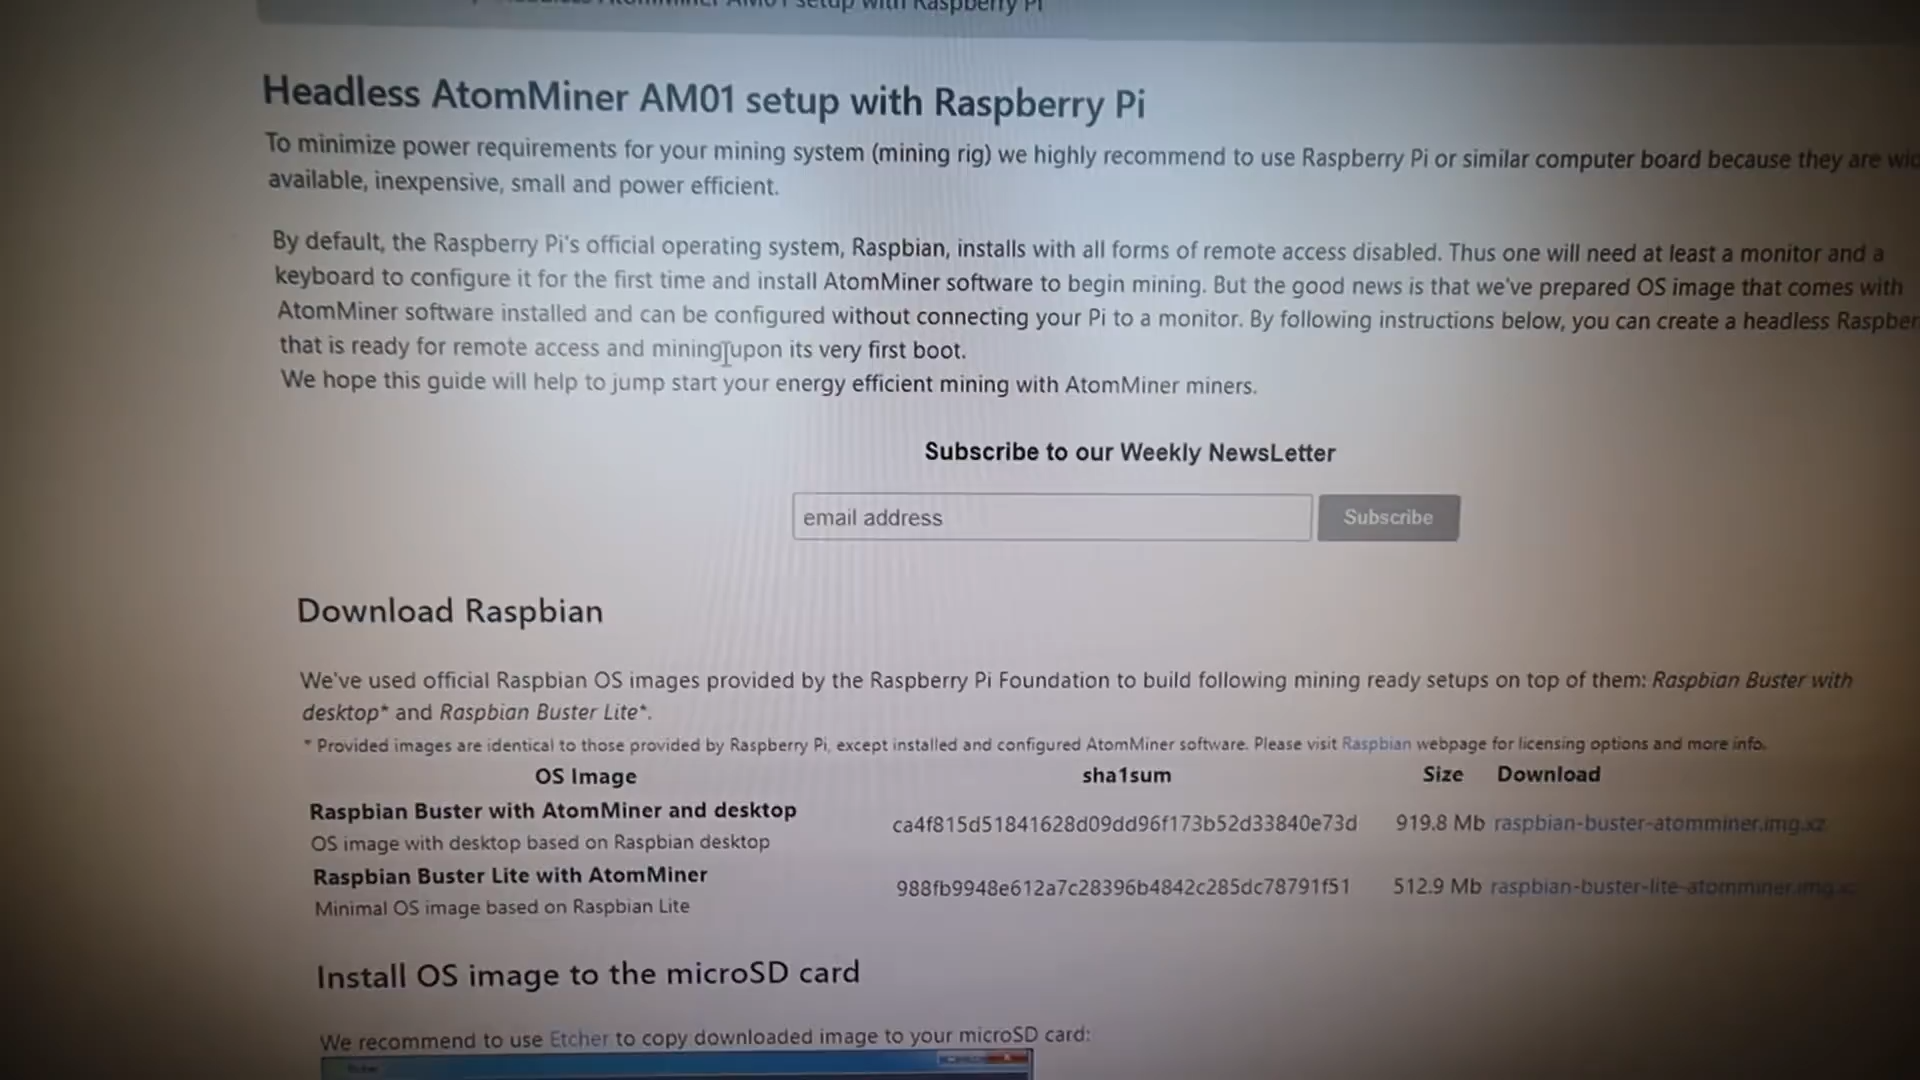 setup with Raspberry Pi
Headless AtomMiner AM01 setup with Raspberry Pi
To minimize power requirements for your mining system (mining rig) we highly recommend to use Raspberry Pi or similar computer board because they are
available, inexpensive, small and power efficient.
By default, the Raspberry Pi's official operating system, Raspbian, installs with all forms of remote access disabled. Thus one will need at least a monitor and a
keyboard to configure it for the first time and install AtomMiner software to begin mining. But the good news is that we've prepared OS image that comes with
AtomMiner software installed and can be configured without connecting your Pi to a monitor. By following instructions below, you can create a headless
that is ready for remote access and mining upon its very first boot.
We hope this guide will help to jump start your energy efficient mining with AtomMiner miners.
Subscribe to our Weekly NewsLetter
email address
Subscribe
Download Raspbian
We've used official Raspbian OS images provided by the Raspberry Pi Foundation to build following mining ready setups on top of them: Raspbian Buster with
desktop* and Raspbian Buster Lite*.
* Provided images are identical to those provided by Raspberry Pi, except installed and configured AtomMiner software. Please visit Raspbian webpage for licensing options and more info.
OS Image sha1sum Size Download
Raspbian Buster with AtomMiner and desktop
ca4f815d51841628d09dd96f173b52d33840e73d 919.8 Mb raspbian-buster-atomminer.img.xz
OS image with desktop based on Raspbian desktop
Raspbian Buster Lite with AtomMiner
988fb9948e612a7c28396b4842c285dc78791f51 512.9 Mb raspbian-buster-lite-atomminer.img.xz
Minimal OS image based on Raspbian Lite
Install OS image to the microSD card
We recommend to use Etcher to copy downloaded image to your microSD card: